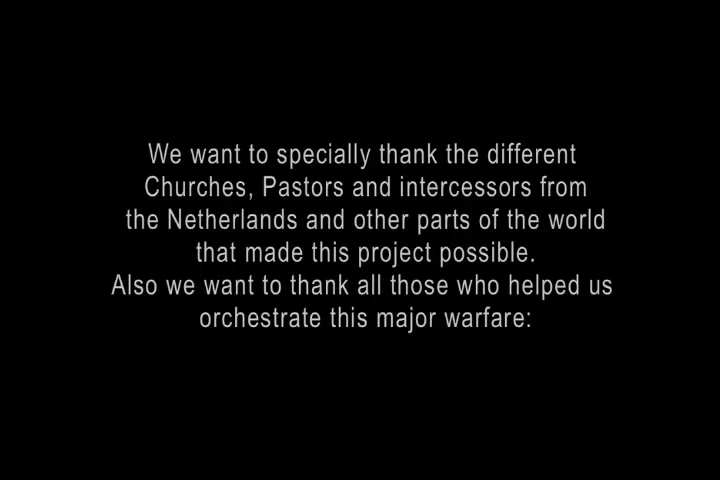 We want to specially thank the different
Churches, Pastors and intercessors from
the Netherlands and other parts of the world
that made this project possible.
Also we want to thank all those who helped us
orchestrate this major warfare: